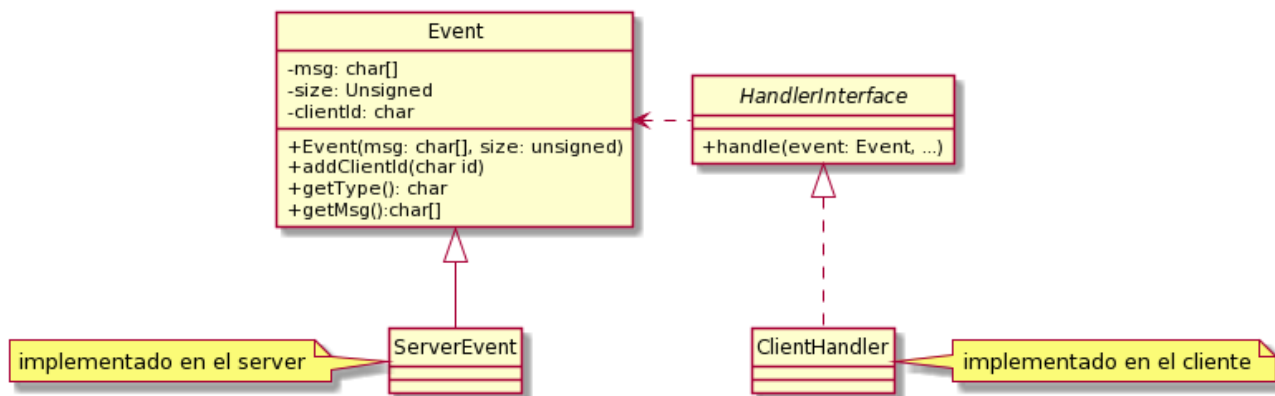 Event
-msg: char[]
-size: Unsigned
-clientId: char
+Event(msg: char[], size: unsigned)
+addClientId(char id)
+getType(): char
+getMsg():char[]
HandlerInterface
+handle(event: Event, ...)
implementado en el server
ServerEvent
ClientHandler
implementado en el cliente